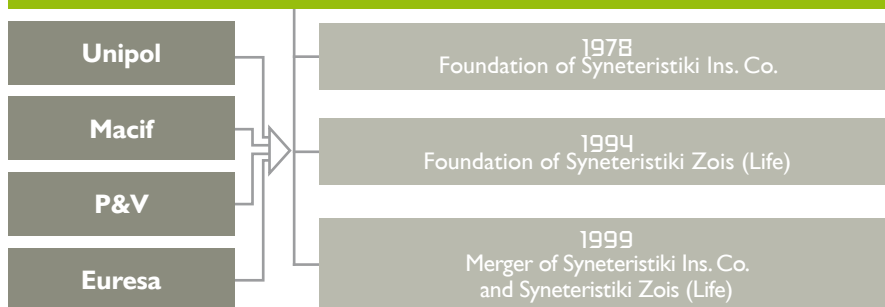 Unipol
Macif
P&V
Euresa
1978
Foundation of Syneteristiki Ins. Co.
1994
Foundation of Syneteristiki Zois (Life)
1999
Merger of Syneteristiki Ins. Co.
and Syneteristiki Zois (Life)